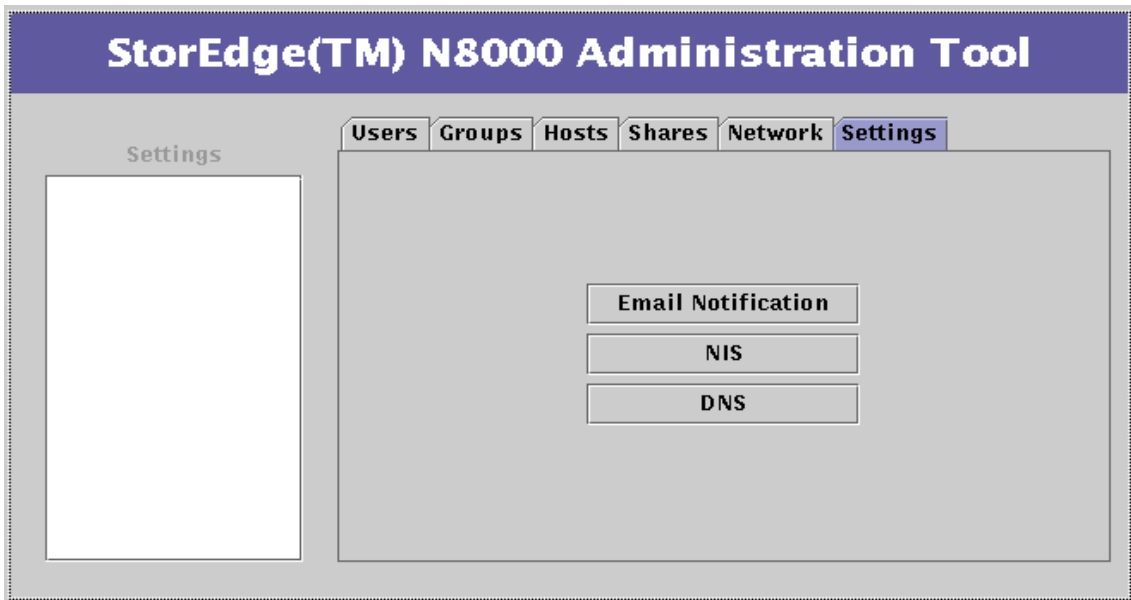 StorEdge(TM) N8000 Administration Tool
Users Groups Hosts Shares Network Settings
Settings
Email Notification
NIS
DNS